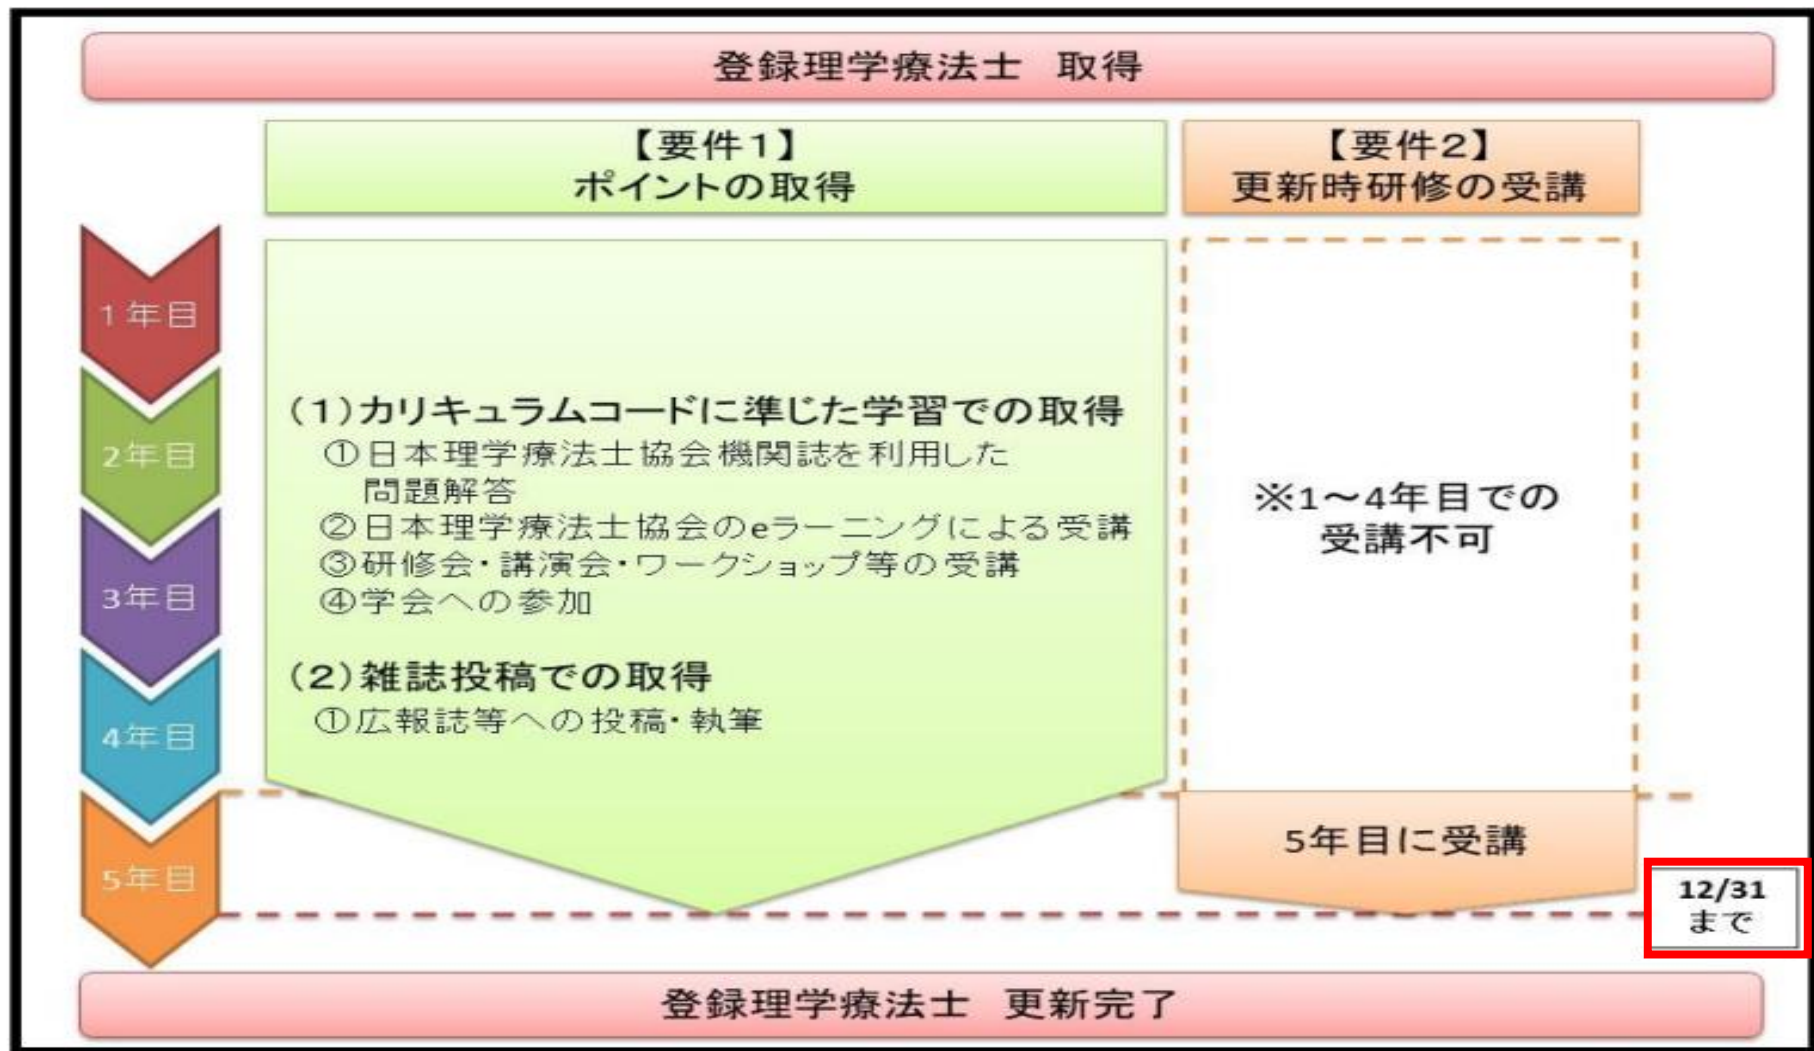 登録理学療法士　取得
【要件１】
ポイントの取得
【要件２】
更新時研修の受講
１年目
2年目
3年目
4年目
5年目
（１）カリキュラムコードに準じた学習での取得
①日本理学療法士協会機関誌を利用した
問題解答
②日本理学療法士協会のeラーニングによる受講
③研修会・講演会・ワークショップ等の受講
④学会への参加
（２）雑誌投稿での取得
①広報誌等への投稿・執筆
※1～4年目での
受講不可
5年目に受講
12/31
まで
登録理学療法士　更新完了